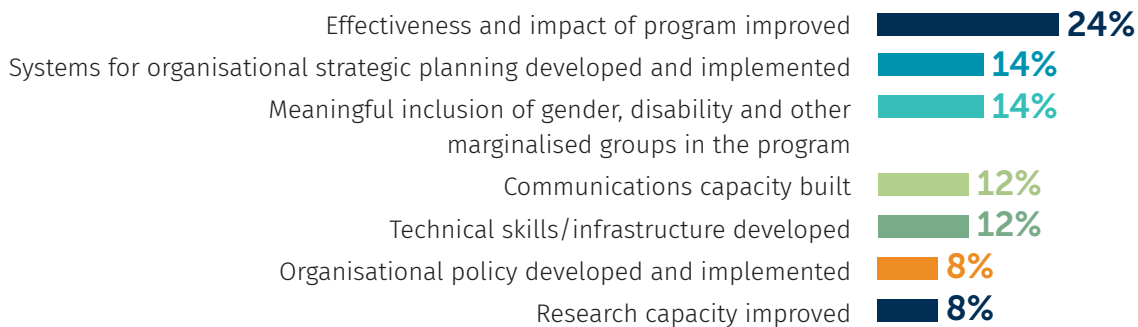 Effectiveness and impact of program improved 24%
Systems for organisational strategic planning developed and implemented 14%
Meaningful inclusion of gender, disability and other 14%
marginalised groups in the program
Communications capacity built 12%
Technical skills/infrastructure developed 12%
Organisational policy developed and implemented 8%
Research capacity improved 8%